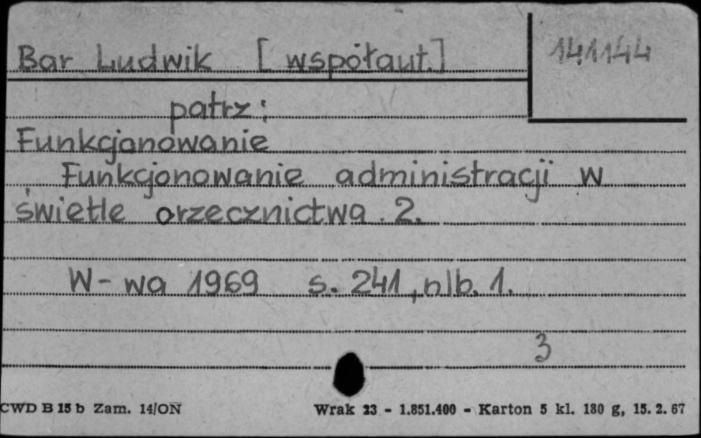 Bar Ludwik [współaut.]
141144
patrz:
Funkcjonowanie
Funkcjonowanie administracji w
świetle orzecznictwa. 2.
W-wa 1969 s. 241, nlb. 1.
3
CWD B 15 b Zam. 14/ON Wrak 23 - 1.851.400 - Karton 5 kl. 180 g, 15. 2. 67